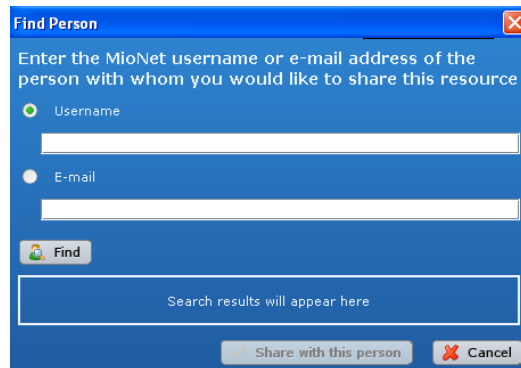 Find Person
Enter the MioNet username or e-mail address of the
person with whom you would like to share this resource
Username
E-mail
Find
Search results will appear here
Share with this person
Cancel